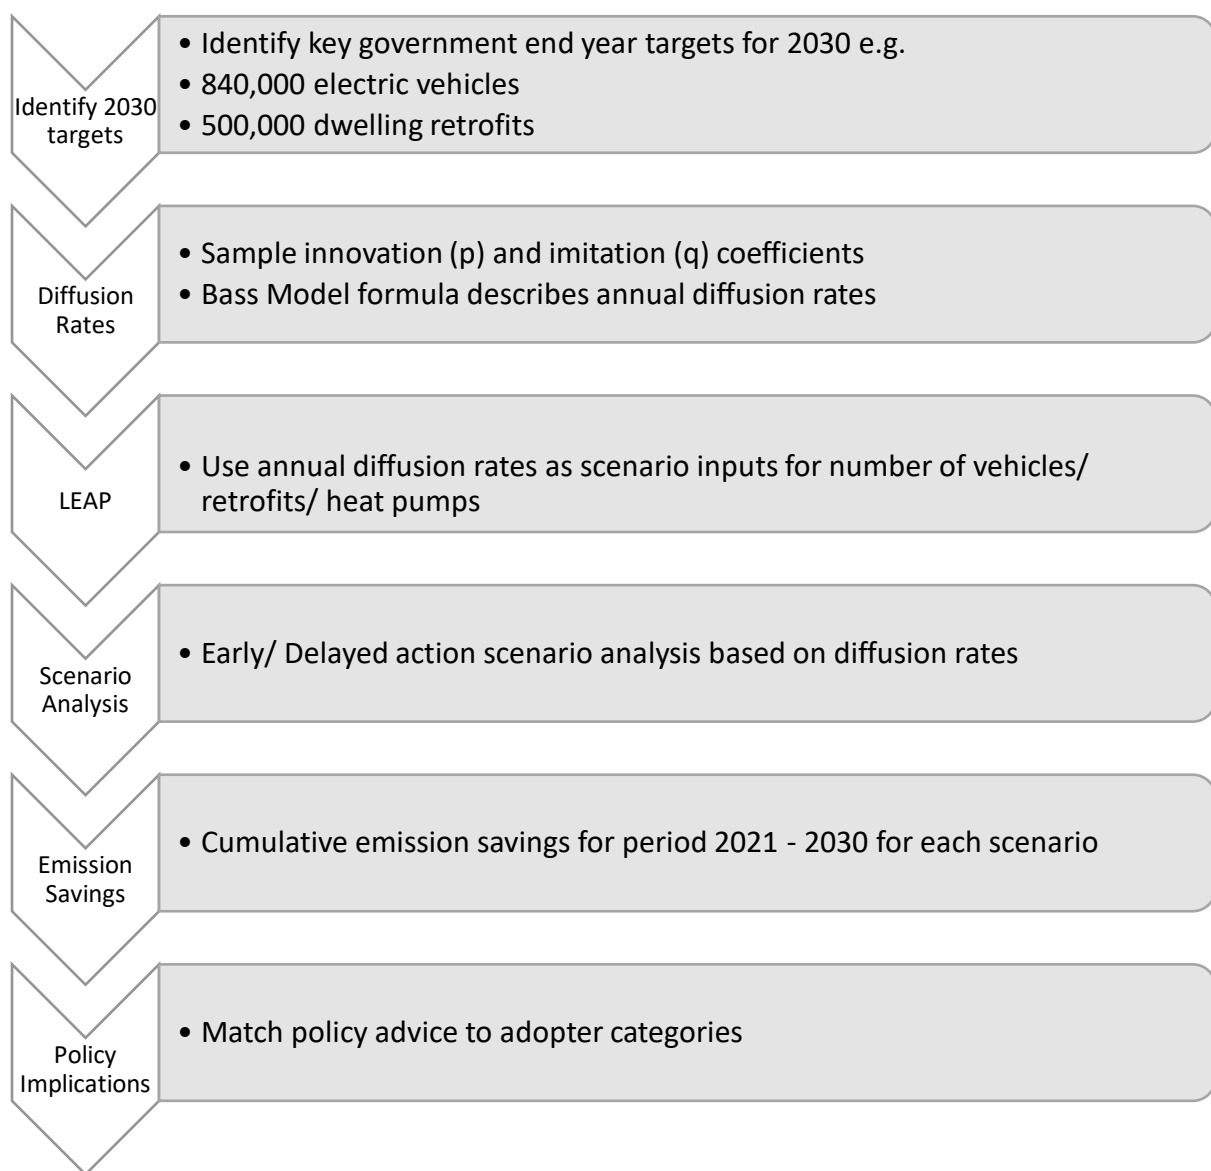 Identify 2030
targets
• Identify key government end year targets for 2030 e.g.
• 840,000 electric vehicles
• 500,000 dwelling retrofits
Diffusion
Rates
• Sample innovation (p) and imitation (q) coefficients
• Bass Model formula describes annual diffusion rates
LEAP
• Use annual diffusion rates as scenario inputs for number of vehicles/
retrofits/ heat pumps
Scenario
Analysis
• Early/ Delayed action scenario analysis based on diffusion rates
Emission
Savings
• Cumulative emission savings for period 2021 - 2030 for each scenario
Policy
Implications
• Match policy advice to adopter categories